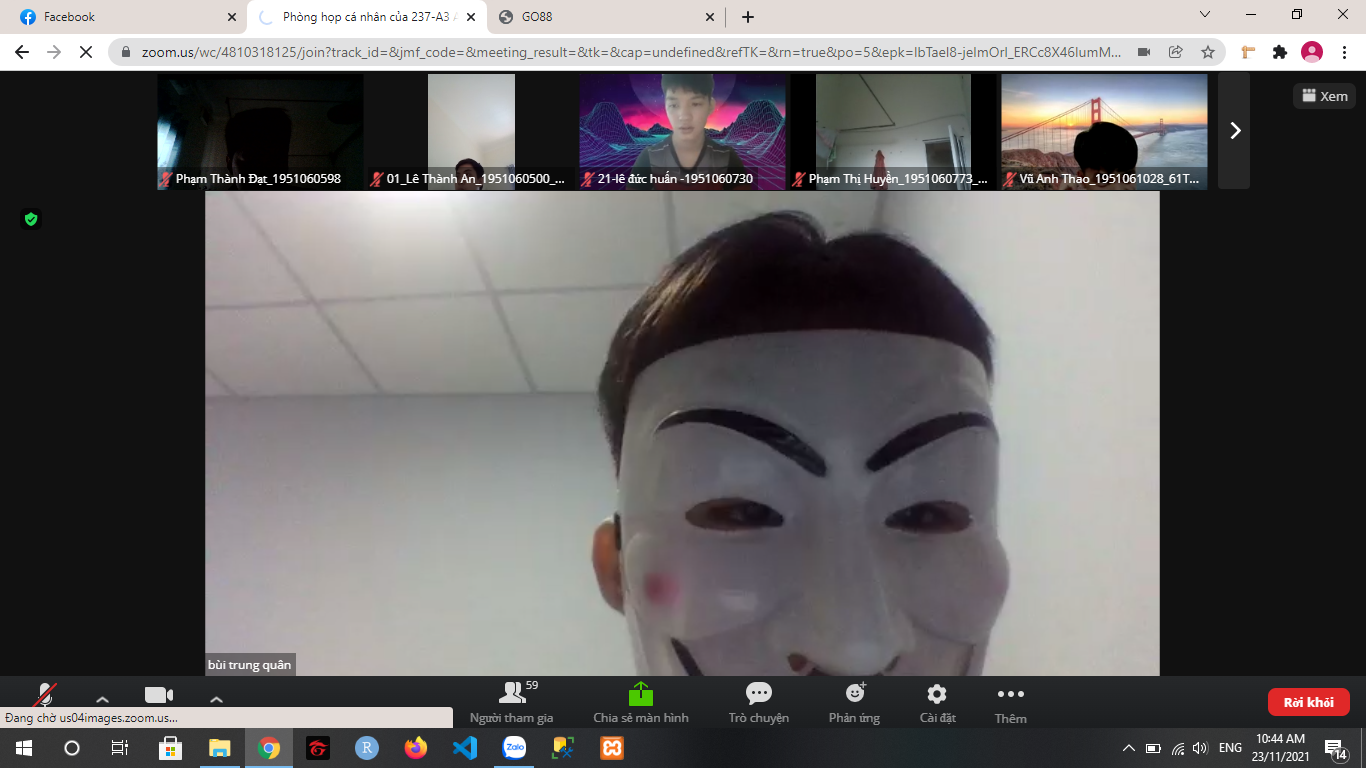 Facebook
Phòng họp cá nhân của 237-A3
GO88
zoom.us/wc/4810318125/join?track_id=&jmf_code=&meeting_result=&tk=&cap=undefined&refTK=&rn=true&po=5&epk=
Xem
Phạm Thành Đạt_1951060598
01_Lê Thành An_1951060500_...
21-lê đức huấn -1951060730
Phạm Thị Huyền_1951060773_...
Vũ Anh Thao_1951061028_61T...
bùi trung quân
59
Người tham gia
Chia sẻ màn hình
Trò chuyện
Phản ứng
Cài đặt
Thêm
Rời khỏi
Đang chờ us04images.zoom.us...
R
Zalo
ENG
10:44 AM
23/11/2021
14